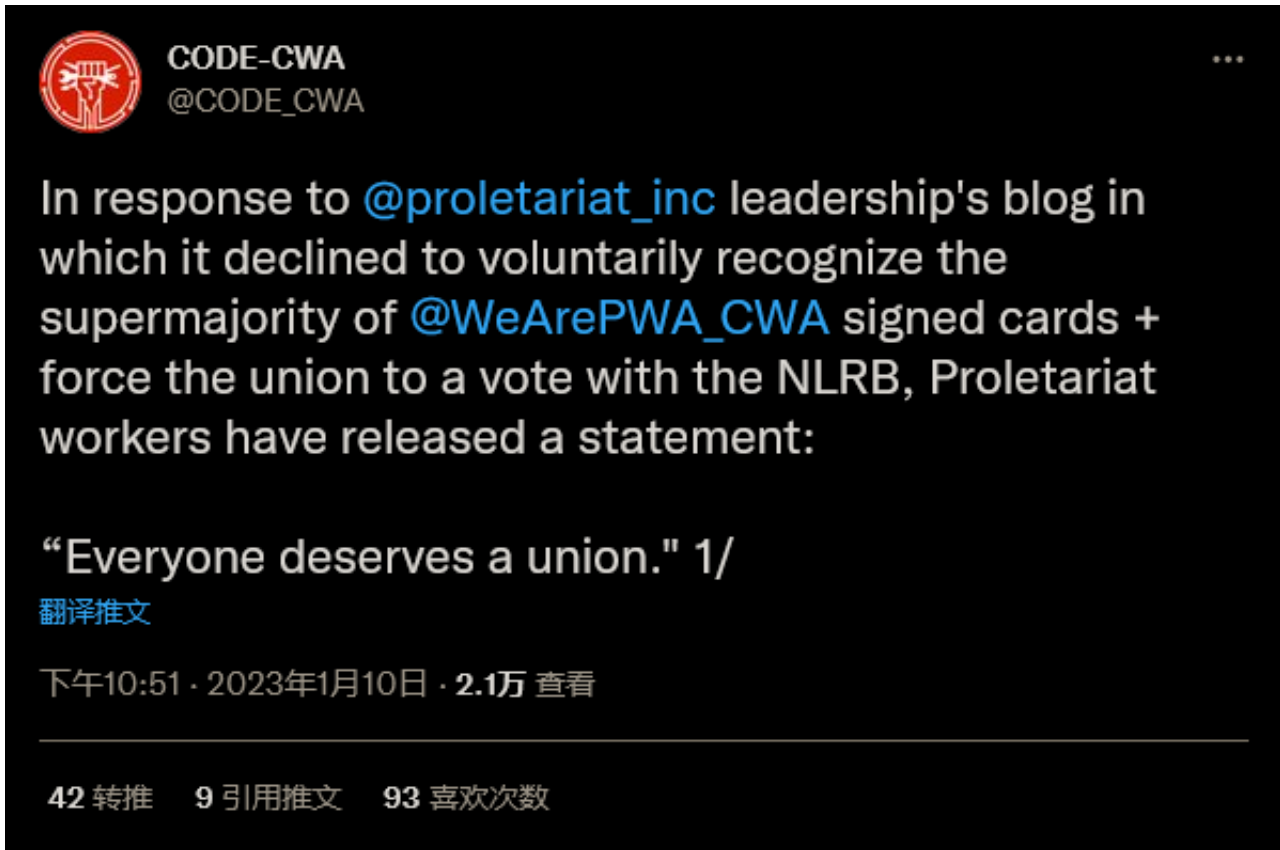 CODE-CWA
@CODE_CWA
In response to @proletariat_inc leadership's blog in
which it declined to voluntarily recognize the
supermajority of @WeArePWA_CWA signed cards +
force the union to a vote with the NLRB, Proletariat
workers have released a statement:
“Everyone deserves a union." 1/
翻译推文
下午10:51 · 2023年1月10日 · 2.1万 查看
42 转推 9 引用推文 93 喜欢次数